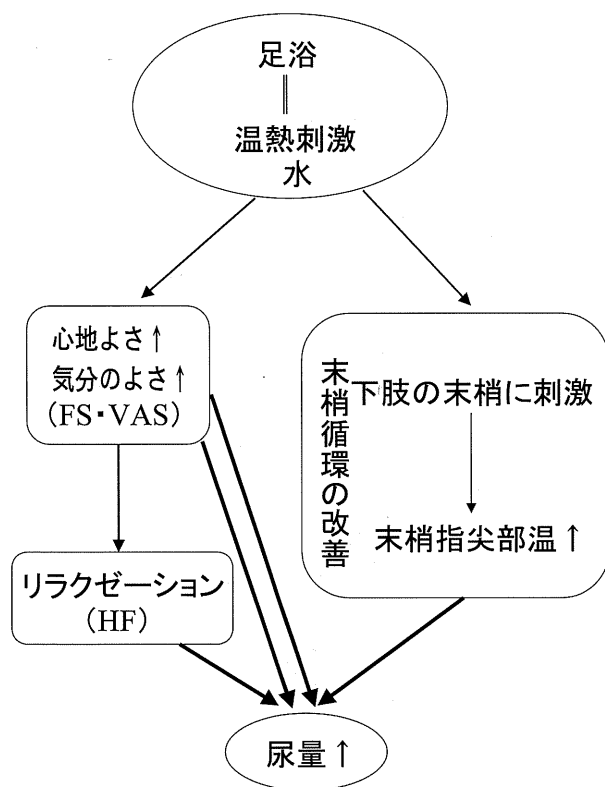 足浴
||
温熱刺激
水
心地よさ↑
気分のよさ↑
(FS・VAS)
リラクゼーション
(HF)
末梢循環の改善
下肢の末梢に刺激
末梢指尖部温↑
尿量↑